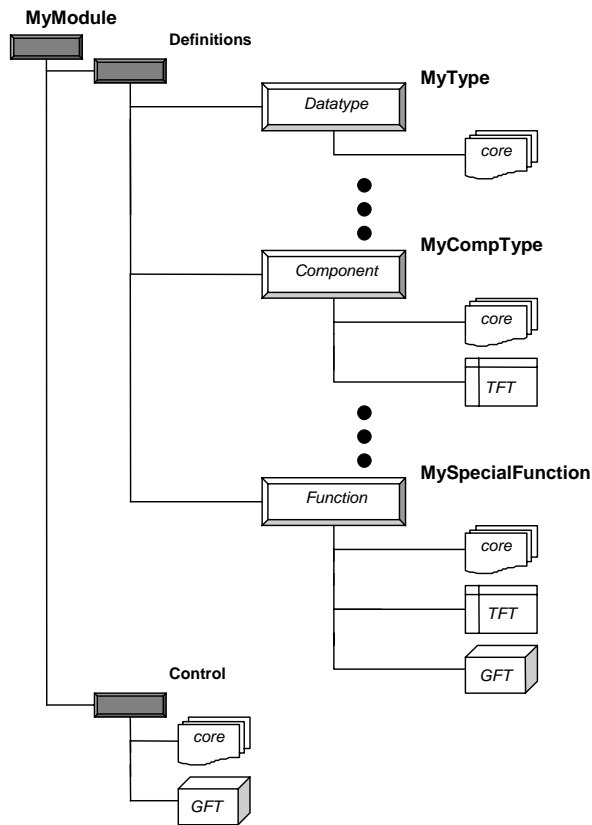 MyModule
Definitions
MyType
Datatype
core
MyCompType
Component
core
TFT
MySpecialFunction
Function
core
TFT
GFT
Control
core
GFT